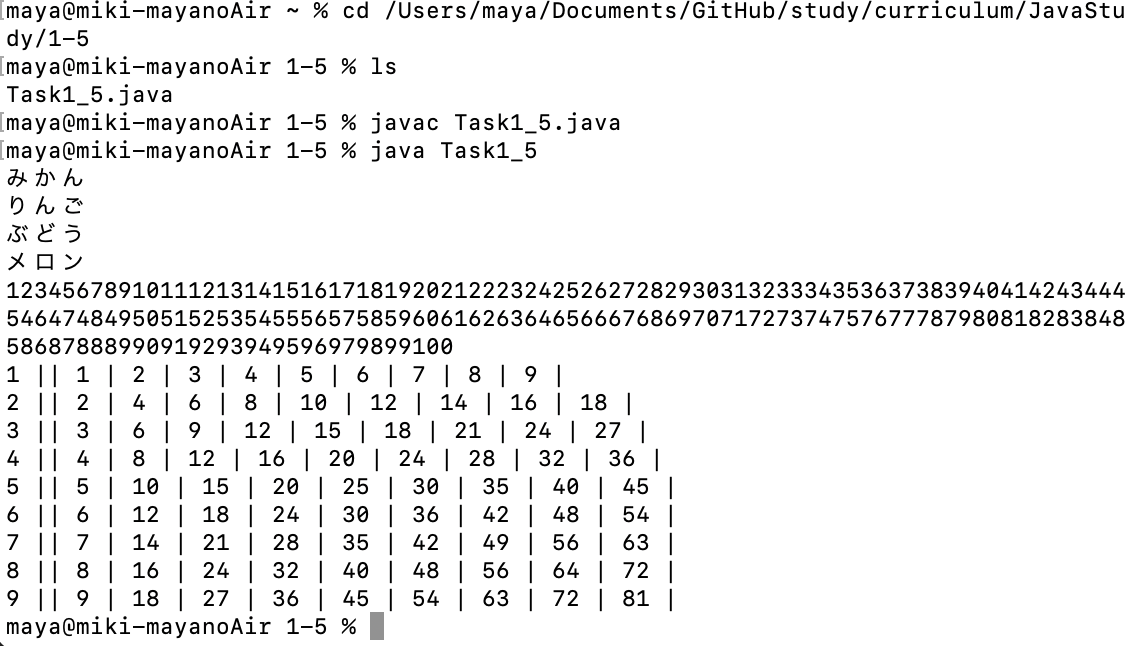 maya@miki-mayanoAir ~ % cd /Users/maya/Documents/GitHub/study/curriculum/JavaStu
dy/1-5
maya@miki-mayanoAir 1-5 % ls
Task1_5.java
maya@miki-mayanoAir 1-5 % javac Task1_5.java
maya@miki-mayanoAir 1-5 % java Task1_5
みかん
りんご
ぶどう
メロン
12345678910111213141516171819202122232425262728293031323334353637383940414243444
54647484950515253545556575859606162636465666768697071727374757677787980818283848
58687888990919293949596979899100
1 || 1 | 2 | 3 | 4 | 5 | 6 | 7 | 8 | 9 |
2 || 2 | 4 | 6 | 8 | 10 | 12 | 14 | 16 | 18 |
3 || 3 | 6 | 9 | 12 | 15 | 18 | 21 | 24 | 27 |
4 || 4 | 8 | 12 | 16 | 20 | 24 | 28 | 32 | 36 |
5 || 5 | 10 | 15 | 20 | 25 | 30 | 35 | 40 | 45 |
6 || 6 | 12 | 18 | 24 | 30 | 36 | 42 | 48 | 54 |
7 || 7 | 14 | 21 | 28 | 35 | 42 | 49 | 56 | 63 |
8 || 8 | 16 | 24 | 32 | 40 | 48 | 56 | 64 | 72 |
9 || 9 | 18 | 27 | 36 | 45 | 54 | 63 | 72 | 81 |
maya@miki-mayanoAir 1-5 %